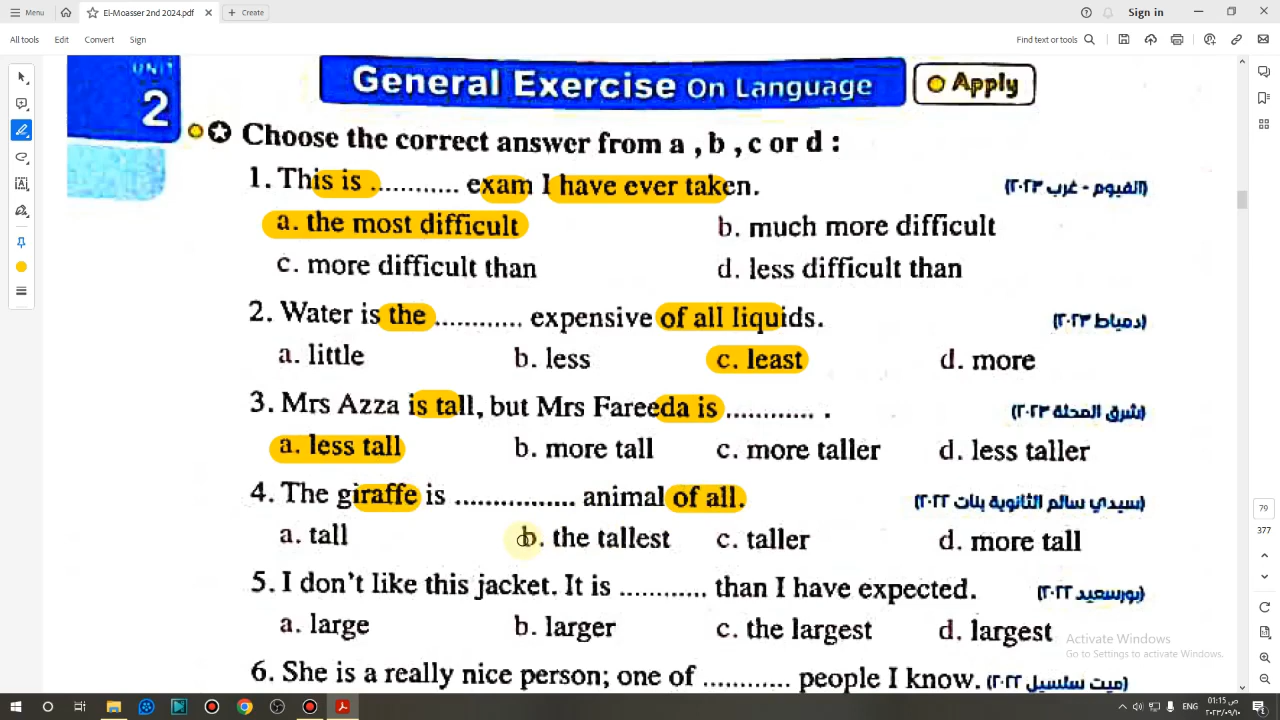 Menu
El-Moasser 2nd 2024.pdf
Create
Sign in
All tools Edit Convert Sign
Find text or tools
UNIT
2
General Exercise On Language
Apply
Choose the correct answer from a , b , c or d :
1. This is ............ exam I have ever taken. (الفيوم - غرب ٢٠٢٣)
a. the most difficult b. much more difficult
c. more difficult than d. less difficult than
2. Water is the ............ expensive of all liquids. (دمياط ٢٠٢٣)
a. little b. less c. least d. more
3. Mrs Azza is tall, but Mrs Fareeda is ............ . (شرق المحلة ٢٠٢٣)
a. less tall b. more tall c. more taller d. less taller
4. The giraffe is ................ animal of all. (سيدي سالم الثانوية بنات ٢٠٢٢)
a. tall b. the tallest c. taller d. more tall
5. I don't like this jacket. It is ............ than I have expected. (بورسعيد ٢٠٢٢)
a. large b. larger c. the largest d. largest
6. She is a really nice person; one of ............ people I know. (ميت سلسيل ٢٠٢٢)
79
377
Activate Windows
Go to Settings to activate Windows.
ENG
01:15 ص
٢٠٢٣/٠٩/١٠